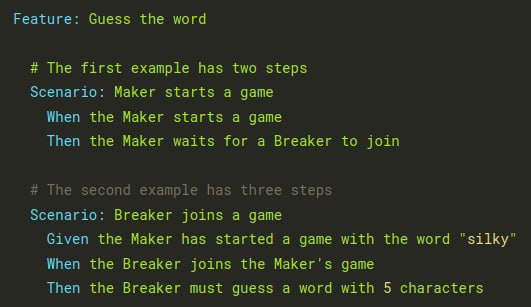 Feature: Guess the word
# The first example has two steps
Scenario: Maker starts a game
When the Maker starts a game
Then the Maker waits for a Breaker to join
# The second example has three steps
Scenario: Breaker joins a game
Given the Maker has started a game with the word "silky"
When the Breaker joins the Maker's game
Then the Breaker must guess a word with 5 characters